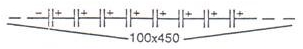 - + + + + + + + +
100x450